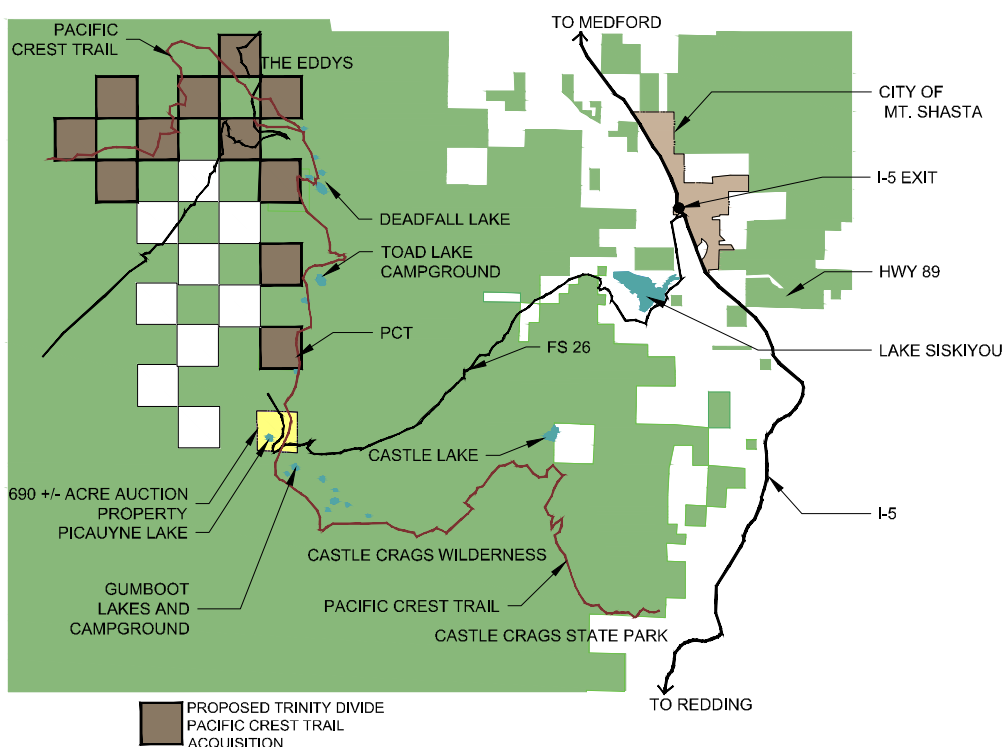 TO MEDFORD
PACIFIC
CREST TRAIL
THE EDDYS
CITY OF
MT. SHASTA
I-5 EXIT
DEADFALL LAKE
TOAD LAKE
CAMPGROUND
HWY 89
PCT
FS 26
LAKE SISKIYOU
CASTLE LAKE
690 +/- ACRE AUCTION
PROPERTY
PICAUYNE LAKE
I-5
CASTLE CRAGS WILDERNESS
GUMBOOT
LAKES AND
CAMPGROUND
PACIFIC CREST TRAIL
CASTLE CRAGS STATE PARK
TO REDDING
PROPOSED TRINITY DIVIDE
PACIFIC CREST TRAIL
ACQUISITION